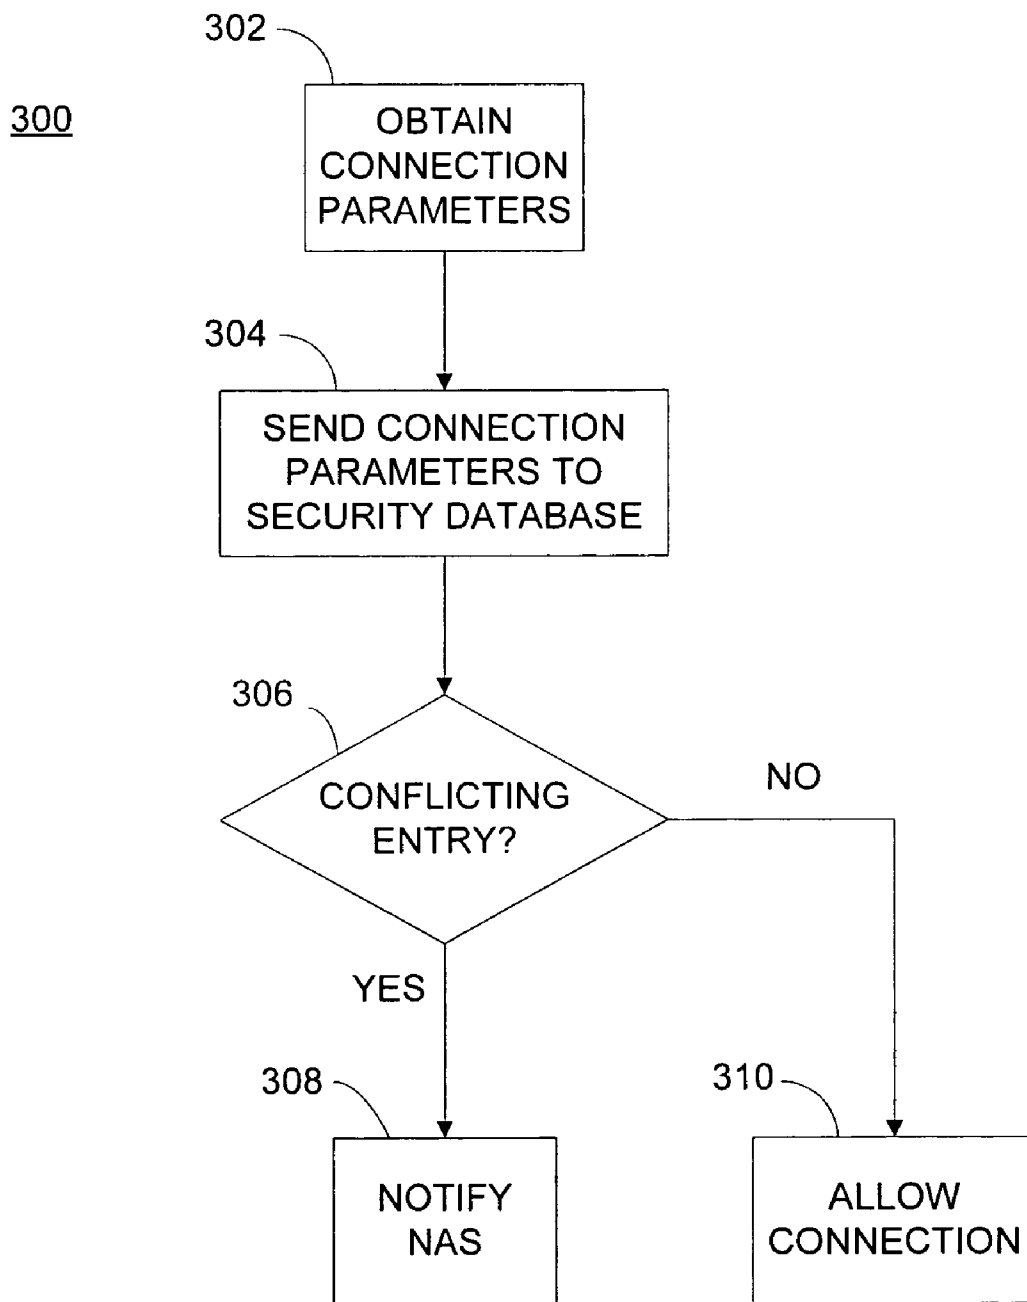 302
300
OBTAIN
CONNECTION
PARAMETERS
304
SEND CONNECTION
PARAMETERS TO
SECURITY DATABASE
306
CONFLICTING
ENTRY?
NO
YES
308
310
NOTIFY
NAS
ALLOW
CONNECTION